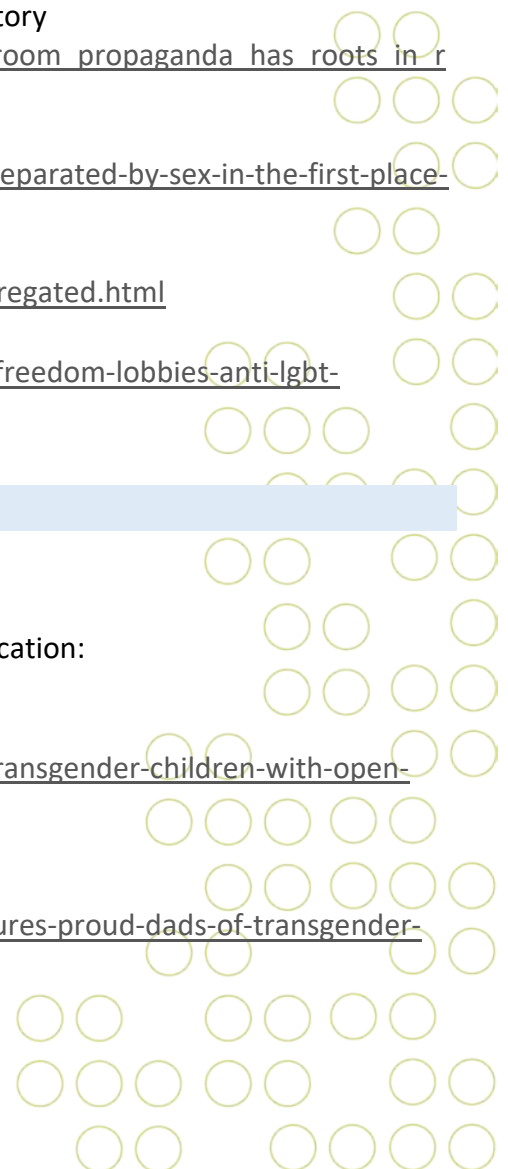 tory
room propaganda has roots in r
eparated-by-sex-in-the-first-place-
regated.html
freedom-lobbies-anti-lgbt-
cation:
ransgender-children-with-open-
ures-proud-dads-of-transgender-